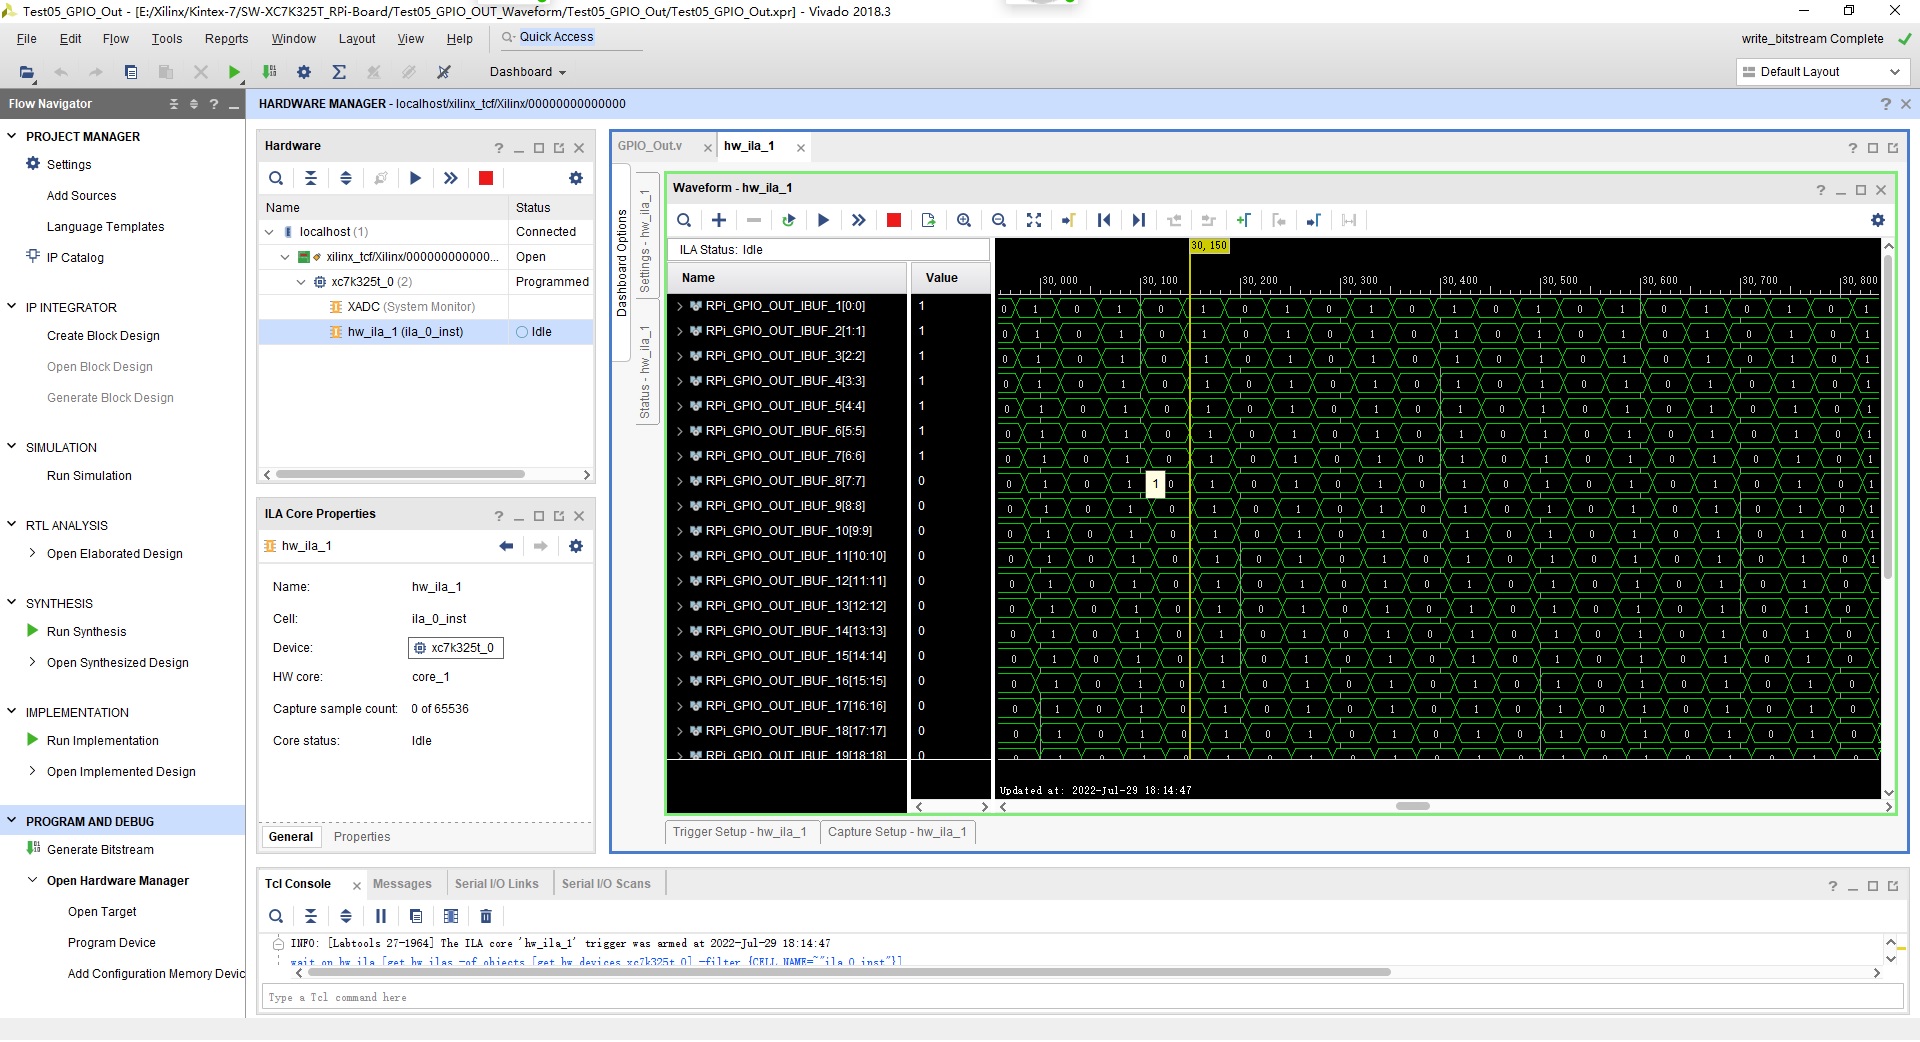 Test05_GPIO_Out - [E:/Xilinx/Kintex-7/SW-XC7K325T_RPi-Board/Test05_GPIO_OUT_Waveform/Test05_GPIO_Out/Test05_GPIO_Out.xpr] - Vivado 2018.3
File Edit Flow Tools Reports Window Layout View Help Quick Access
write_bitstream Complete
Dashboard
Default Layout
Flow Navigator
HARDWARE MANAGER - localhost/xilinx_tcf/Xilinx/00000000000000
PROJECT MANAGER
Settings
Add Sources
Language Templates
IP Catalog
IP INTEGRATOR
Create Block Design
Open Block Design
Generate Block Design
SIMULATION
Run Simulation
RTL ANALYSIS
Open Elaborated Design
SYNTHESIS
Run Synthesis
Open Synthesized Design
IMPLEMENTATION
Run Implementation
Open Implemented Design
PROGRAM AND DEBUG
Generate Bitstream
Open Hardware Manager
Open Target
Program Device
Add Configuration Memory Devic
Hardware
Name Status
localhost (1) Connected
xilinx_tcf/Xilinx/000000000000... Open
xc7k325t_0 (2) Programmed
XADC (System Monitor)
hw_ila_1 (ila_0_inst) Idle
ILA Core Properties
hw_ila_1
Name: hw_ila_1
Cell: ila_0_inst
Device: xc7k325t_0
HW core: core_1
Capture sample count: 0 of 65536
Core status: Idle
General Properties
GPIO_Out.v hw_ila_1
Dashboard Options
Settings - hw_ila_1
Status - hw_ila_1
Waveform - hw_ila_1
ILA Status: Idle
Name Value
30,150
30,000 30,100 30,200 30,300 30,400 30,500 30,600 30,700 30,800
RPi_GPIO_OUT_IBUF_1[0:0] 1
RPi_GPIO_OUT_IBUF_2[1:1] 1
RPi_GPIO_OUT_IBUF_3[2:2] 1
RPi_GPIO_OUT_IBUF_4[3:3] 1
RPi_GPIO_OUT_IBUF_5[4:4] 1
RPi_GPIO_OUT_IBUF_6[5:5] 1
RPi_GPIO_OUT_IBUF_7[6:6] 1
RPi_GPIO_OUT_IBUF_8[7:7] 0
RPi_GPIO_OUT_IBUF_9[8:8] 0
RPi_GPIO_OUT_IBUF_10[9:9] 0
RPi_GPIO_OUT_IBUF_11[10:10] 0
RPi_GPIO_OUT_IBUF_12[11:11] 0
RPi_GPIO_OUT_IBUF_13[12:12] 0
RPi_GPIO_OUT_IBUF_14[13:13] 0
RPi_GPIO_OUT_IBUF_15[14:14] 0
RPi_GPIO_OUT_IBUF_16[15:15] 0
RPi_GPIO_OUT_IBUF_17[16:16] 0
RPi_GPIO_OUT_IBUF_18[17:17] 0
RPi_GPIO_OUT_IBUF_19[18:18] 0
1
Updated at: 2022-Jul-29 18:14:47
Trigger Setup - hw_ila_1 Capture Setup - hw_ila_1
Tcl Console Messages Serial I/O Links Serial I/O Scans
INFO: [Labtools 27-1964] The ILA core 'hw_ila_1' trigger was armed at 2022-Jul-29 18:14:47
wait_on_hw_ila [get_hw_ilas -of_objects [get_hw_devices xc7k325t_0] -filter {CELL_NAME=~"ila_0_inst"}]
Type a Tcl command here